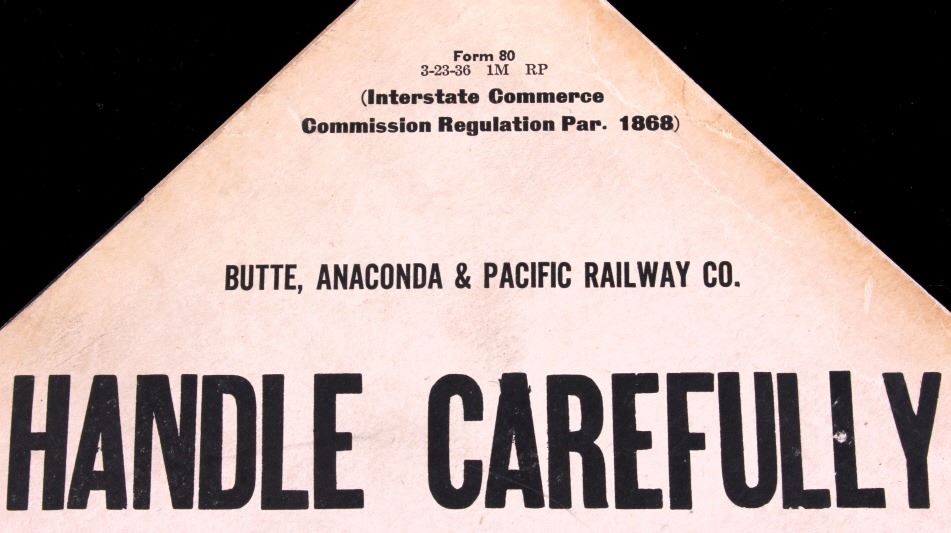 Form 80
3-23-36 1M RP
(Interstate Commerce
Commission Regulation Par. 1868)
BUTTE, ANACONDA & PACIFIC RAILWAY CO.
HANDLE CAREFULLY